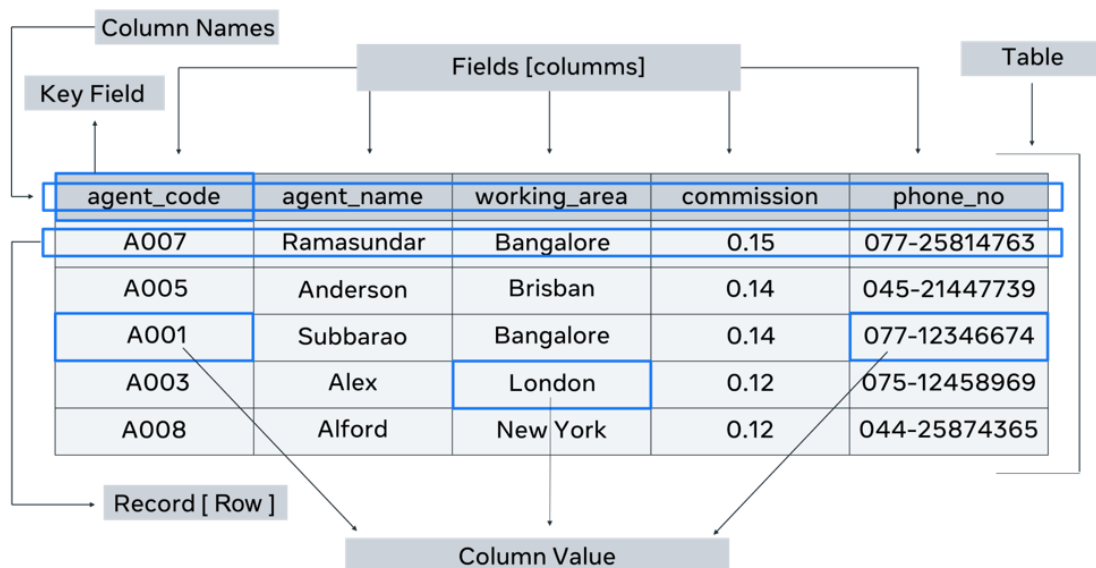 Column Names
Fields [columms]
Table
Key Field
agent_code agent_name working_area commission phone_no
A007 Ramasundar Bangalore 0.15 077-25814763
A005 Anderson Brisban 0.14 045-21447739
A001 Subbarao Bangalore 0.14 077-12346674
A003 Alex London 0.12 075-12458969
A008 Alford New York 0.12 044-25874365
Record [ Row ]
Column Value